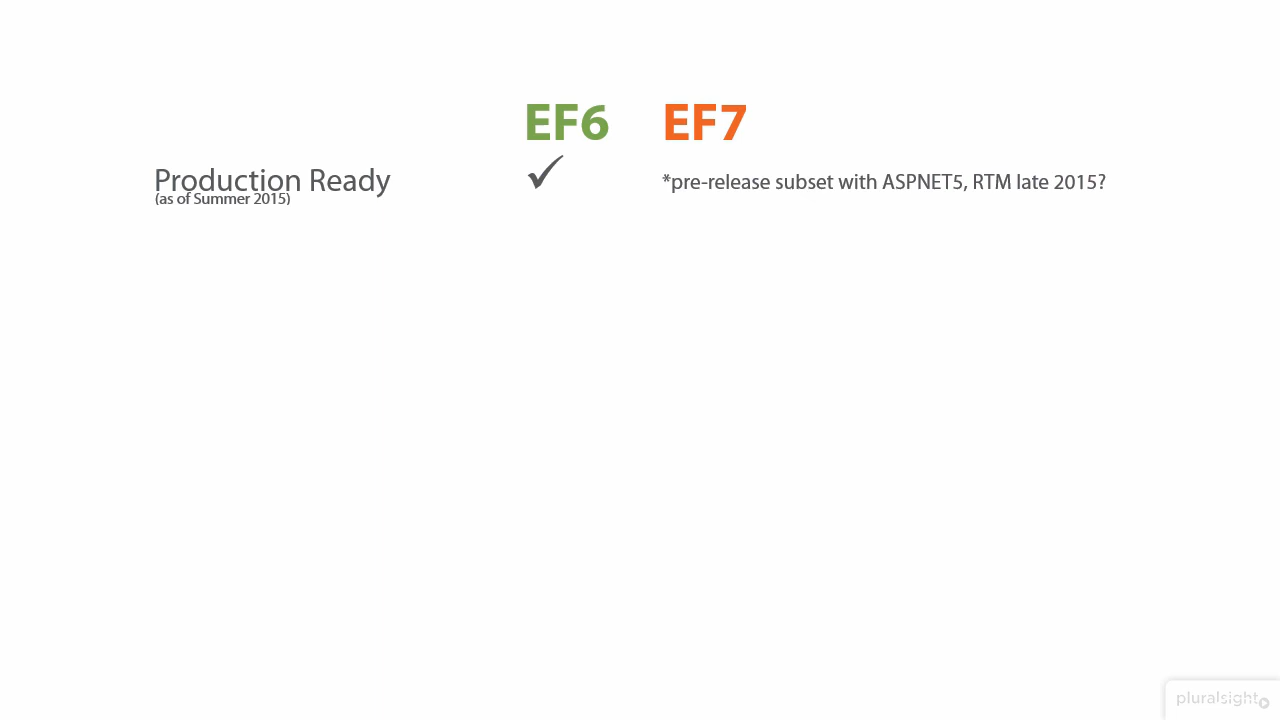 EF6 EF7
Production Ready ✓ *pre-release subset with ASPNET5, RTM late 2015?
(as of Summer 2015)
pluralsight